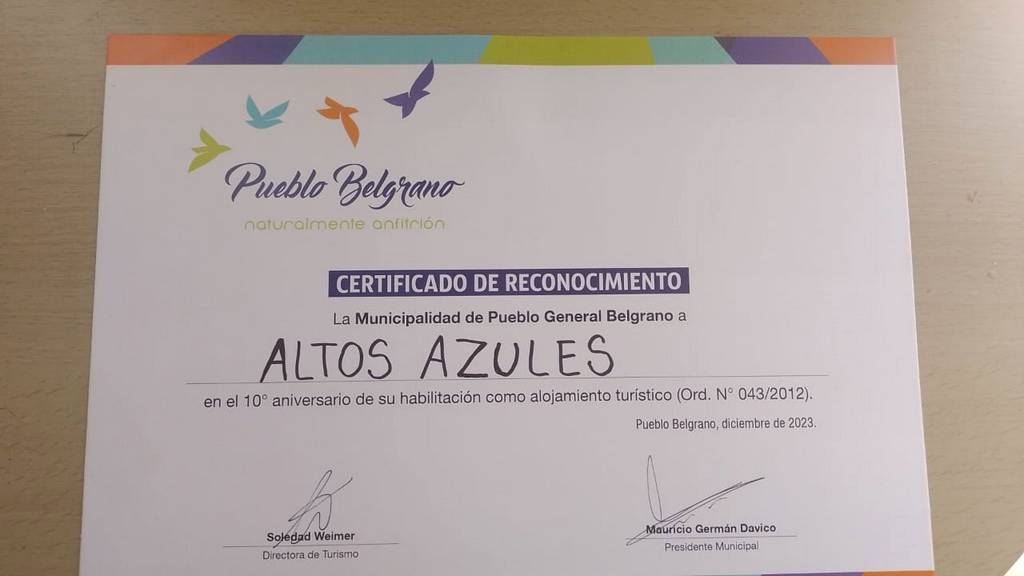 Pueblo Belgrano
naturalmente anfitrión
CERTIFICADO DE RECONOCIMIENTO
La Municipalidad de Pueblo General Belgrano a
ALTOS AZULES
en el 10° aniversario de su habilitación como alojamiento turístico (Ord. N° 043/2012).
Pueblo Belgrano, diciembre de 2023.
Soledad Weimer
Directora de Turismo
Mauricio Germán Davico
Presidente Municipal